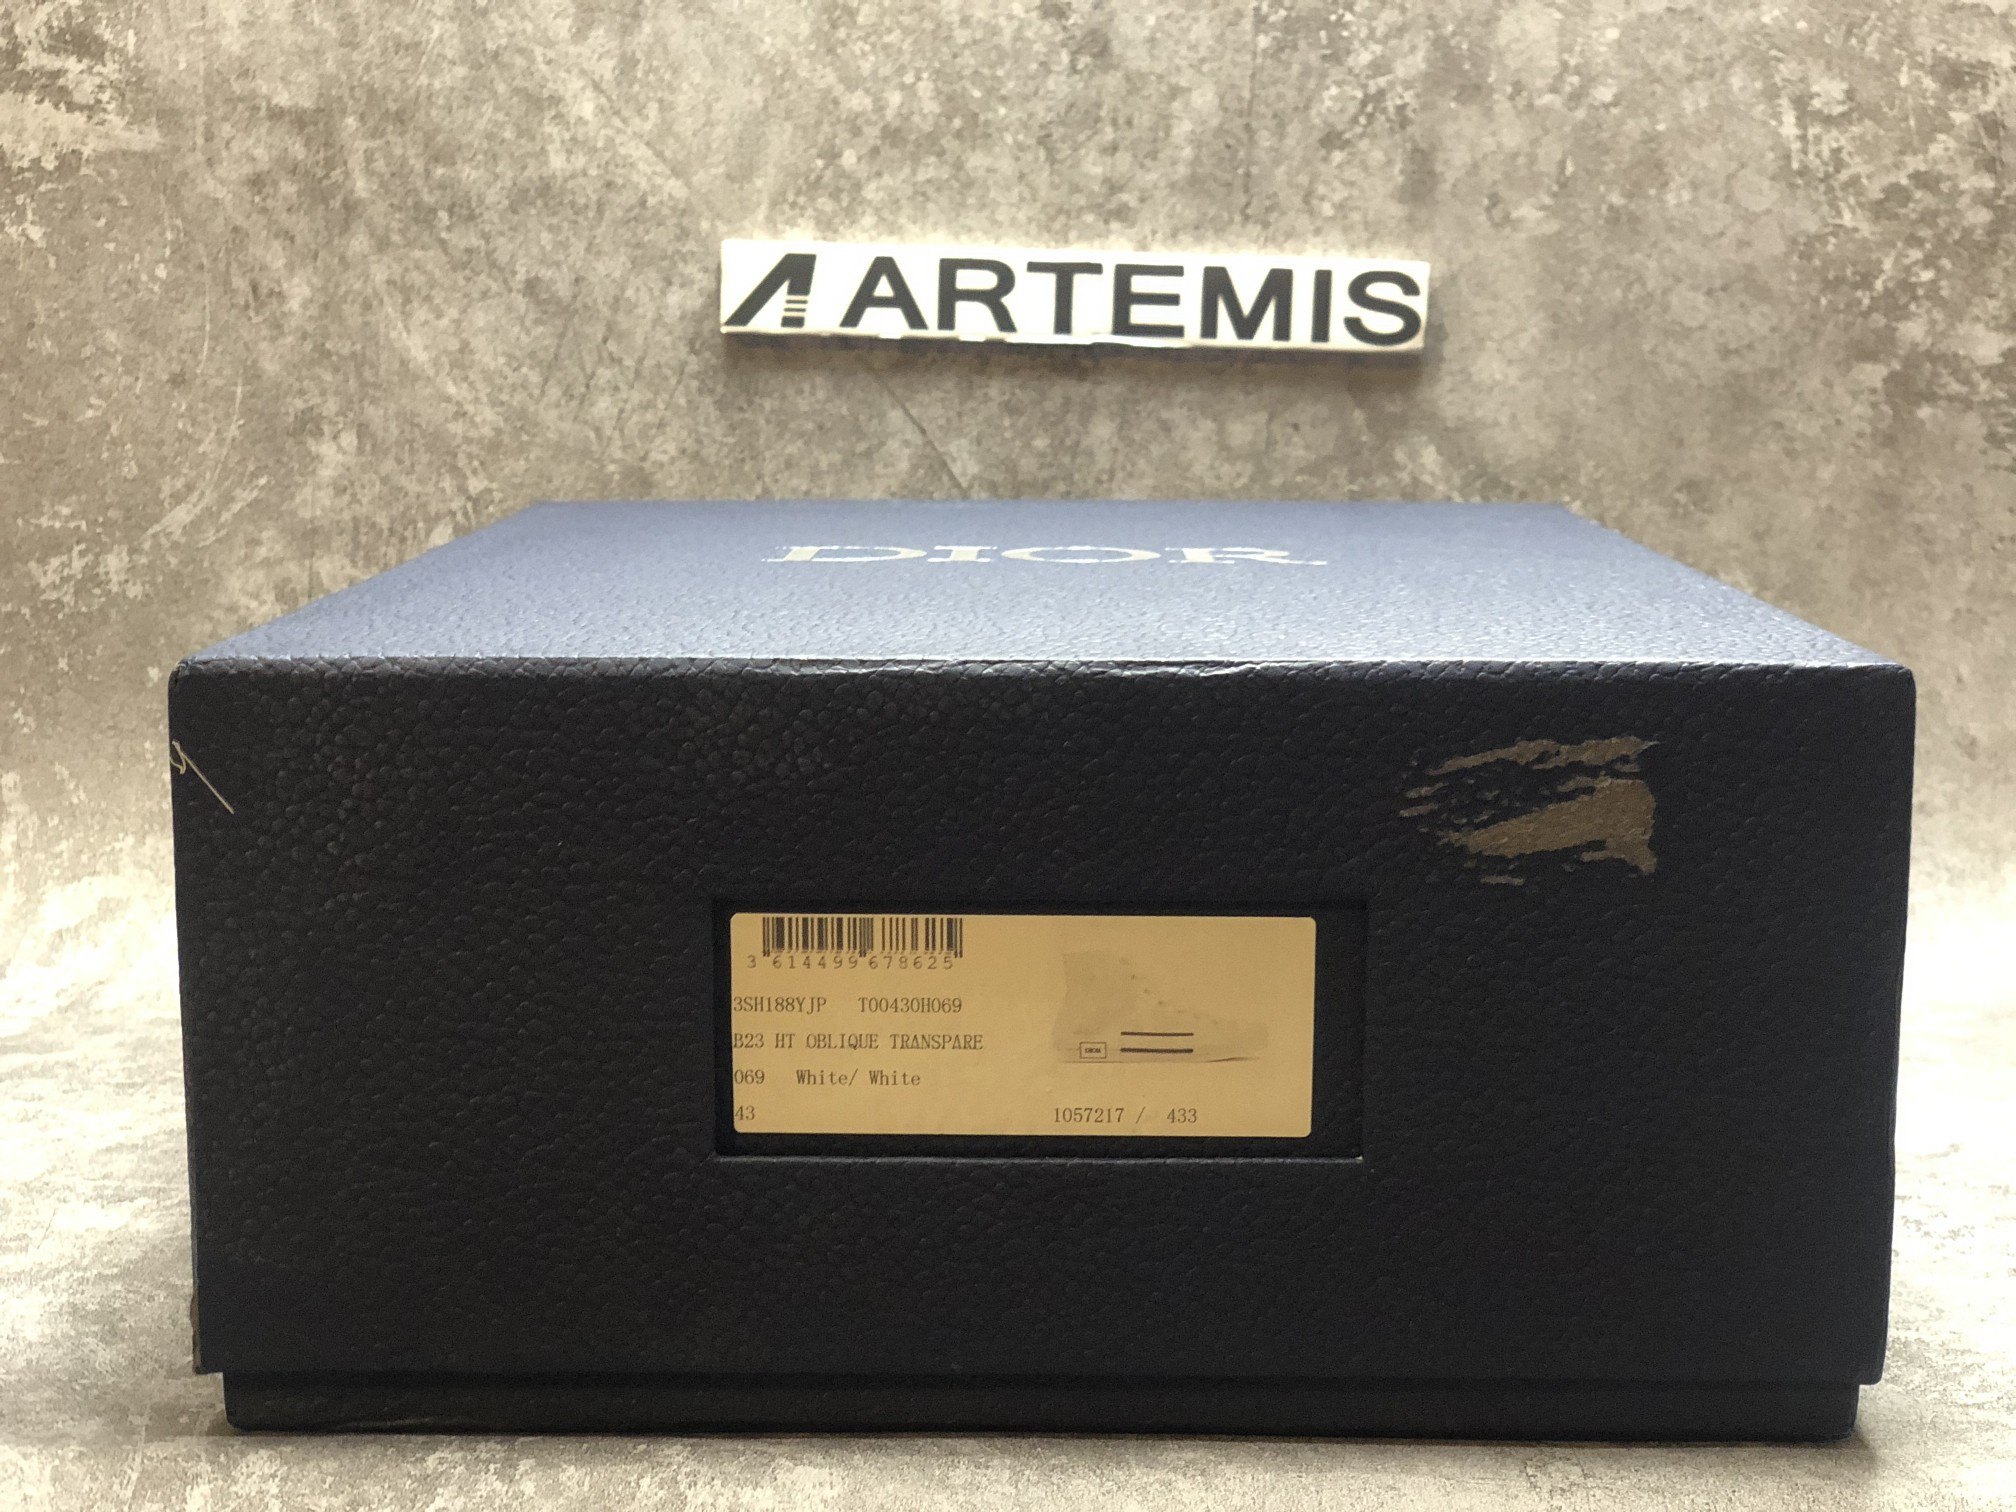 ARTEMIS
DIOR
3 614499 678625
3SH188YJP T00430H069
B23 HT OBLIQUE TRANSPARE
069 White/ White
43 1057217 / 433